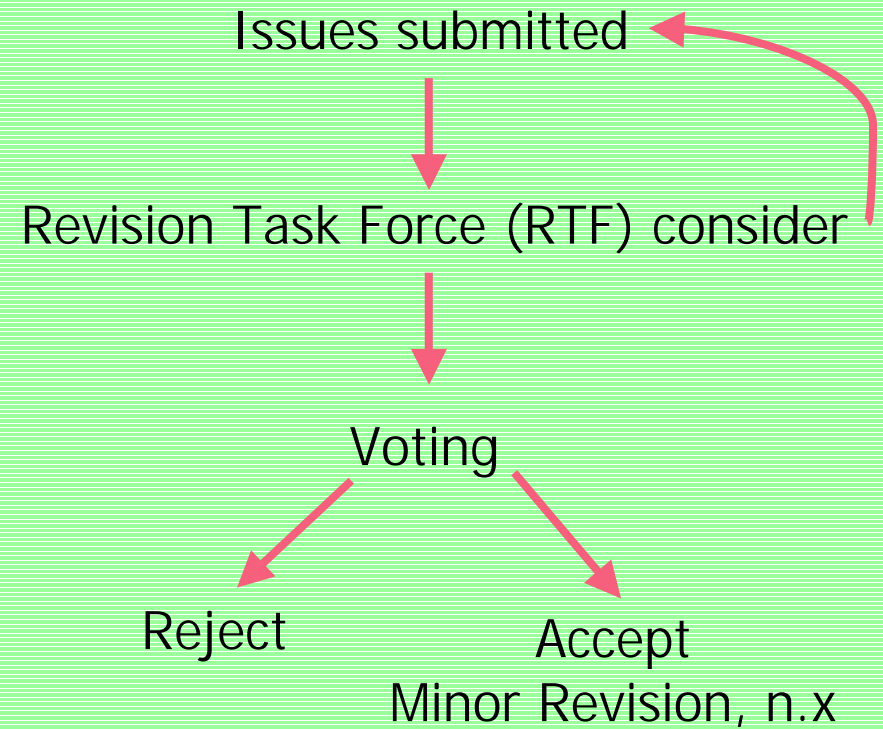 Issues submitted
Revision Task Force (RTF) consider
Voting
Reject
Accept
Minor Revision, n.x